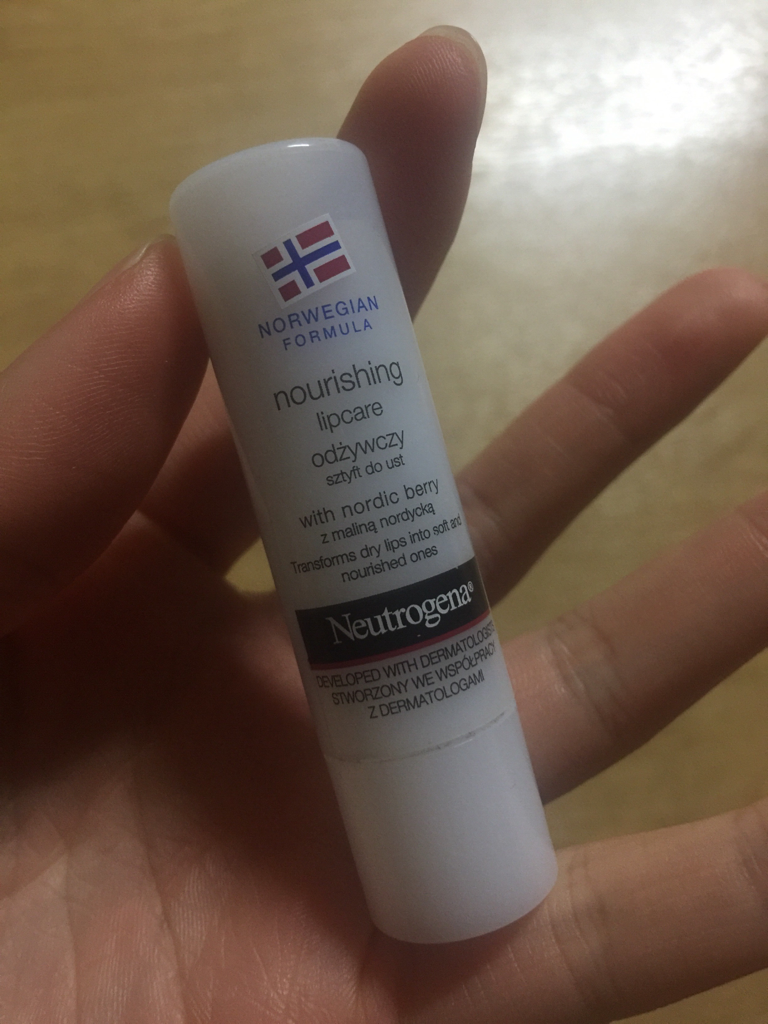 NORWEGIAN
FORMULA
nourishing
lipcare
odżywczy
sztyft do ust
with nordic berry
z maliną nordycką
Transforms dry lips into soft and
nourished ones
Neutrogena®
DEVELOPED WITH DERMATOLOGIST
STWORZONY WE WSPÓŁPRACY
Z DERMATOLOGAMI